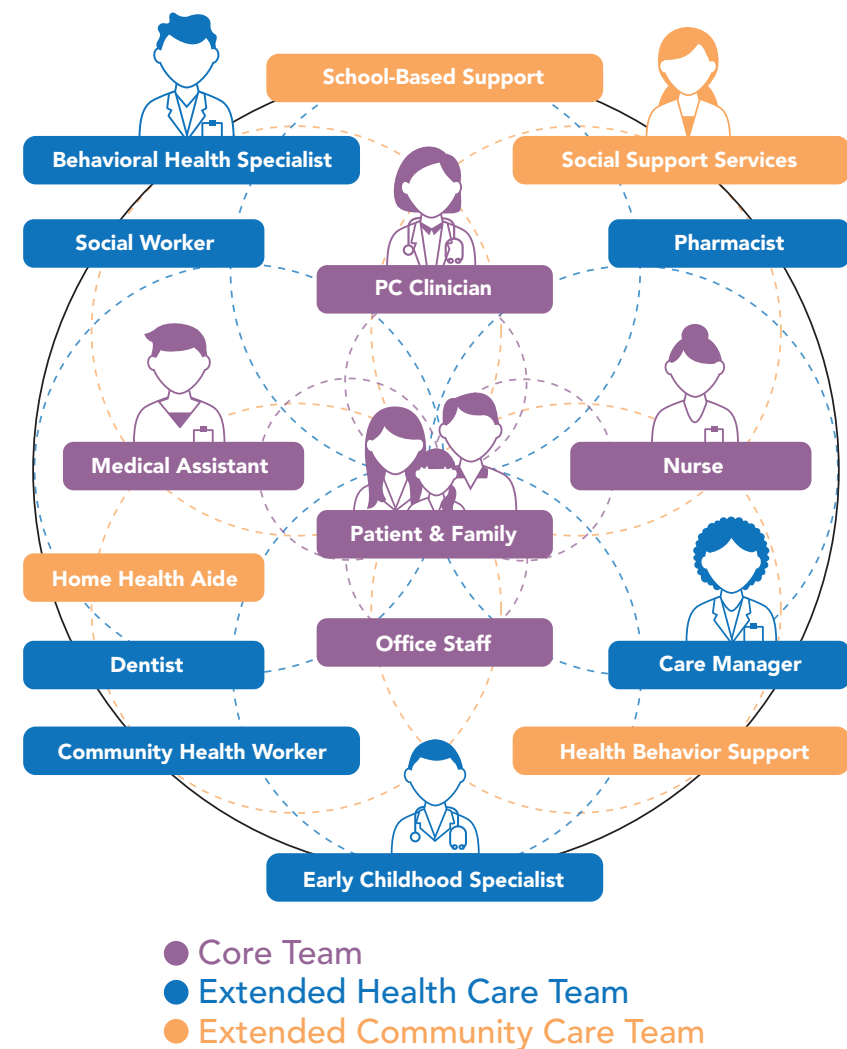 School-Based Support
Behavioral Health Specialist
Social Support Services
Social Worker
Pharmacist
PC Clinician
Medical Assistant
Nurse
Patient & Family
Home Health Aide
Office Staff
Dentist
Care Manager
Community Health Worker
Health Behavior Support
Early Childhood Specialist
Core Team
Extended Health Care Team
Extended Community Care Team